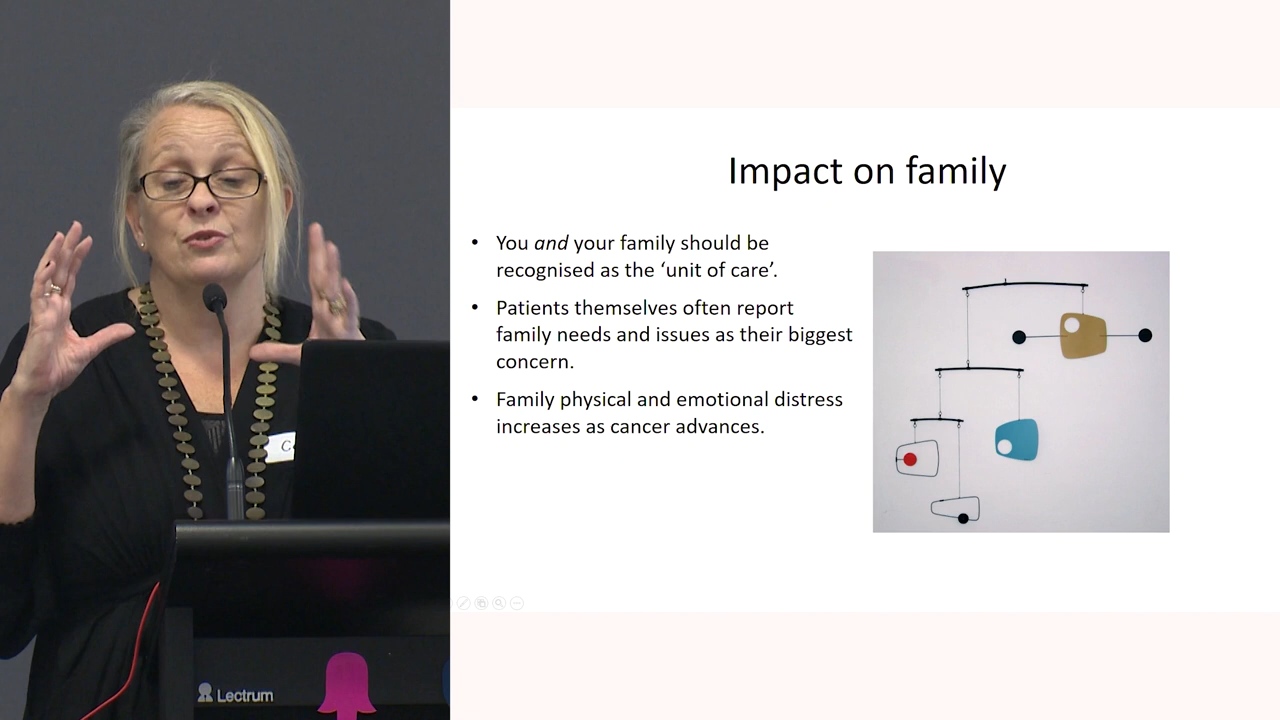 Impact on family
• You and your family should be
recognised as the ‘unit of care’.
• Patients themselves often report
family needs and issues as their biggest
concern.
• Family physical and emotional distress
increases as cancer advances.
Lectrum